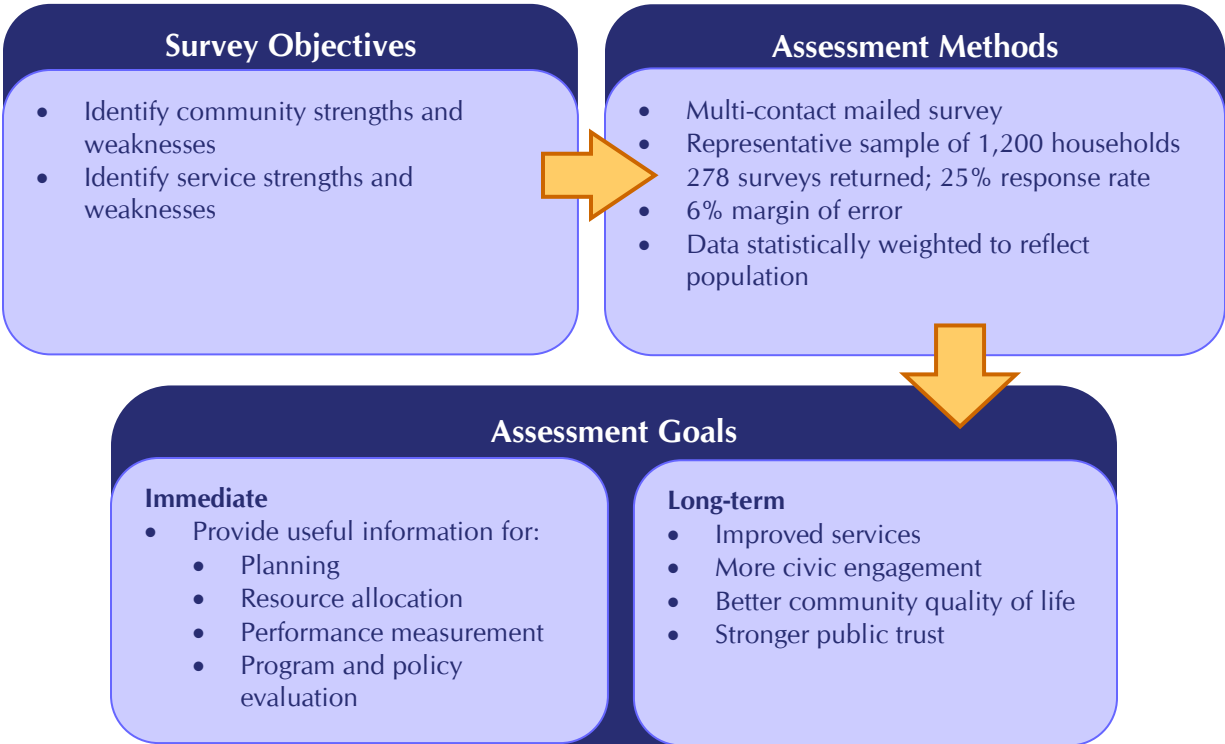 Survey Objectives
• Identify community strengths and
weaknesses
• Identify service strengths and
weaknesses
Assessment Methods
• Multi-contact mailed survey
• Representative sample of 1,200 households
278 surveys returned; 25% response rate
• 6% margin of error
• Data statistically weighted to reflect
population
Assessment Goals
Immediate
• Provide useful information for:
• Planning
• Resource allocation
• Performance measurement
• Program and policy
evaluation
Long-term
• Improved services
• More civic engagement
• Better community quality of life
• Stronger public trust